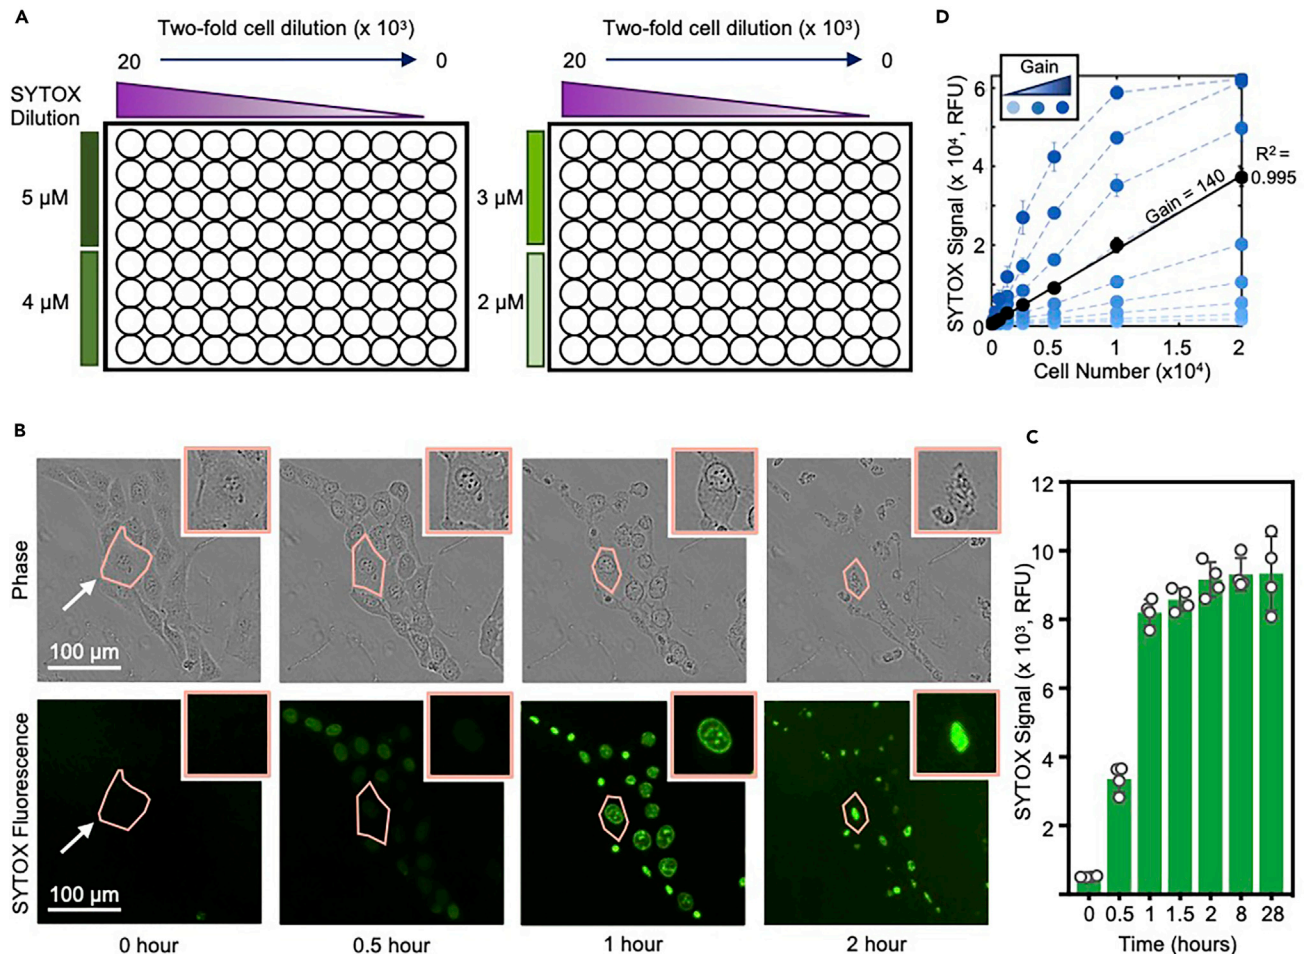 A
Two-fold cell dilution (x 10³)
20
0
SYTOX
Dilution
5 µM
4 µM
Two-fold cell dilution (x 10³)
20
0
3 µM
2 µM
D
Gain
SYTOX Signal (x 10⁴, RFU)
6
4
2
0
Gain = 140
R² =
0.995
0
0.5
1
1.5
2
Cell Number (x10⁴)
B
Phase
100 µm
SYTOX Fluorescence
100 µm
0 hour
0.5 hour
1 hour
2 hour
C
SYTOX Signal (x 10³, RFU)
12
10
8
6
4
2
0
0.5
1
1.5
2
8
28
Time (hours)